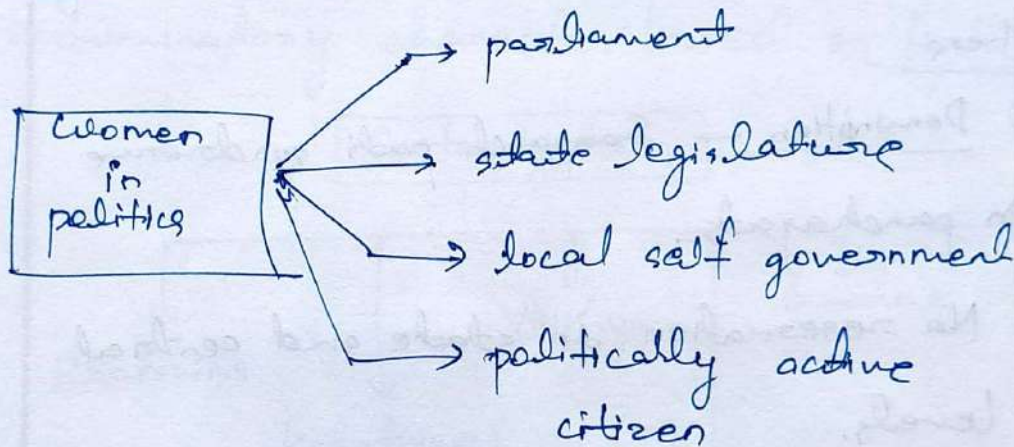 women
in
politics
parliament
state legislature
local self government
politically active
citizen